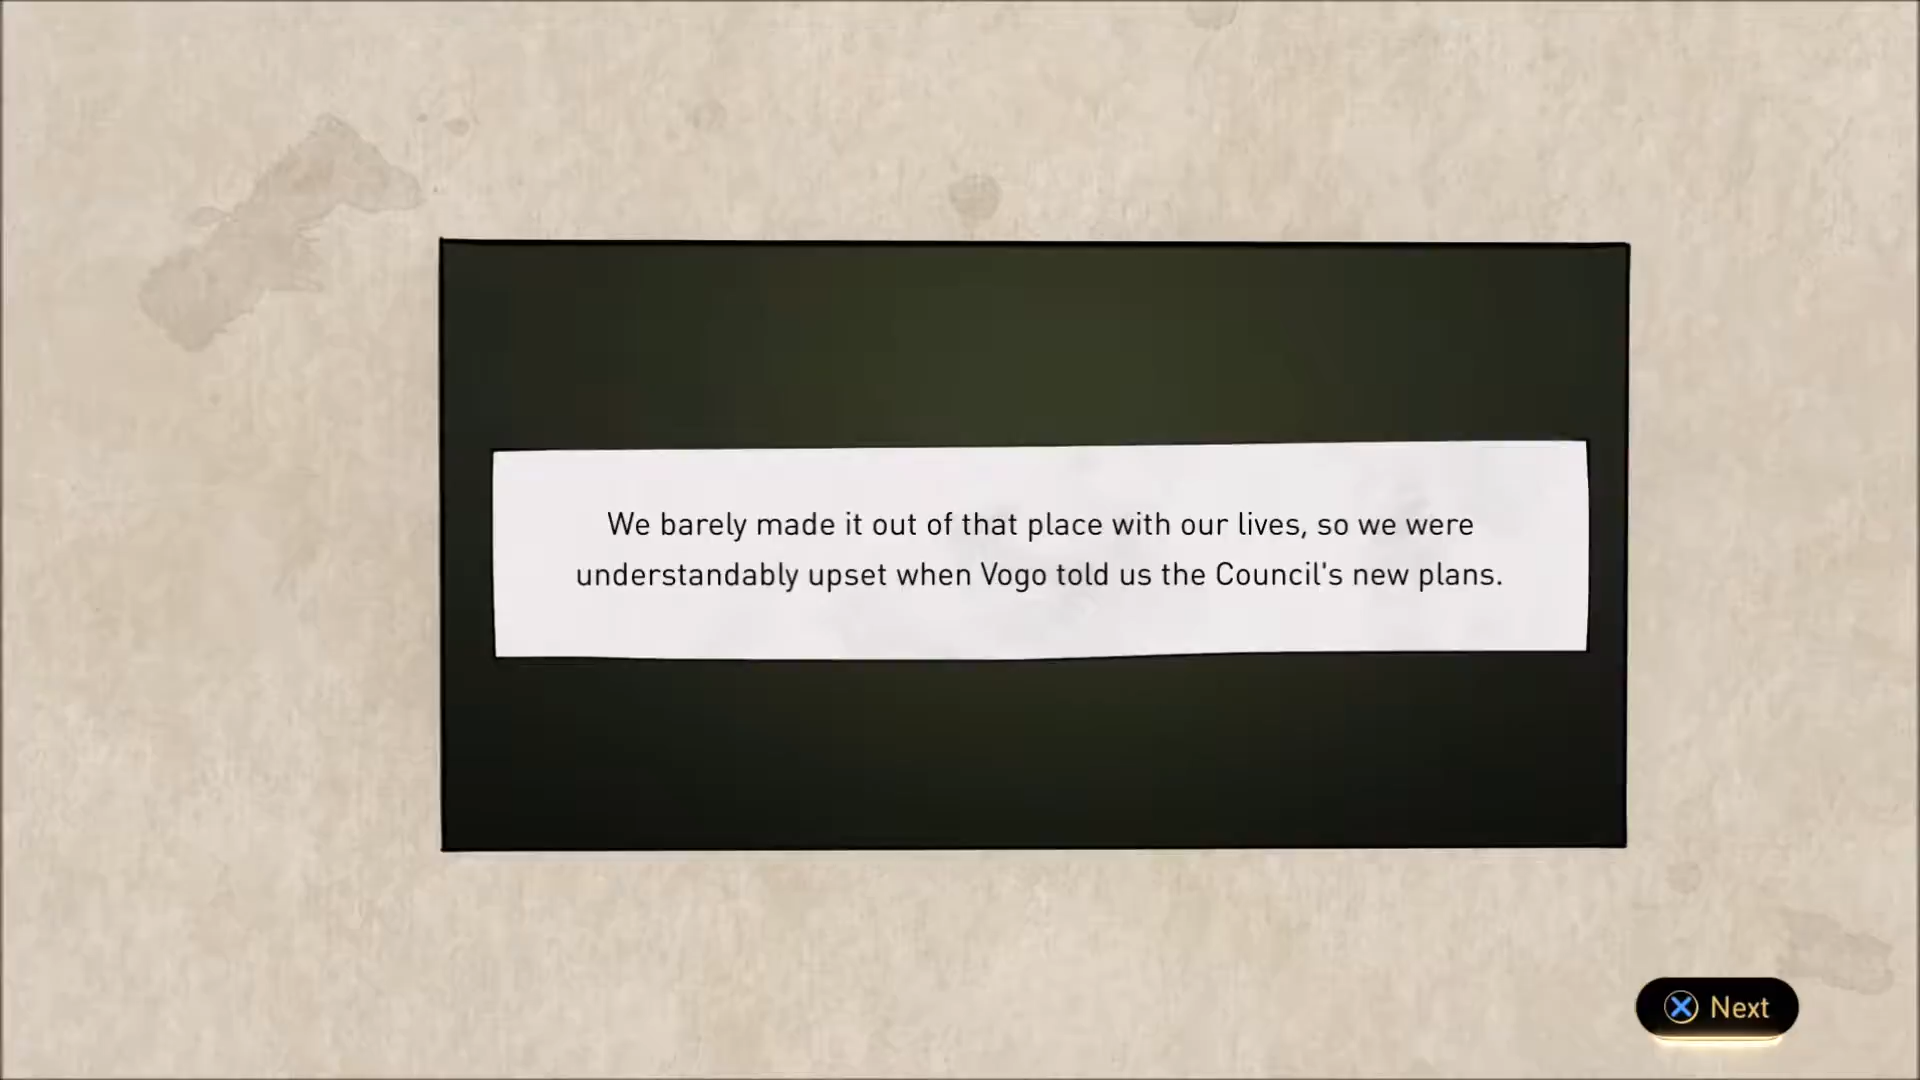 We barely made it out of that place with our lives, so we were
understandably upset when Vogo told us the Council's new plans.
Next